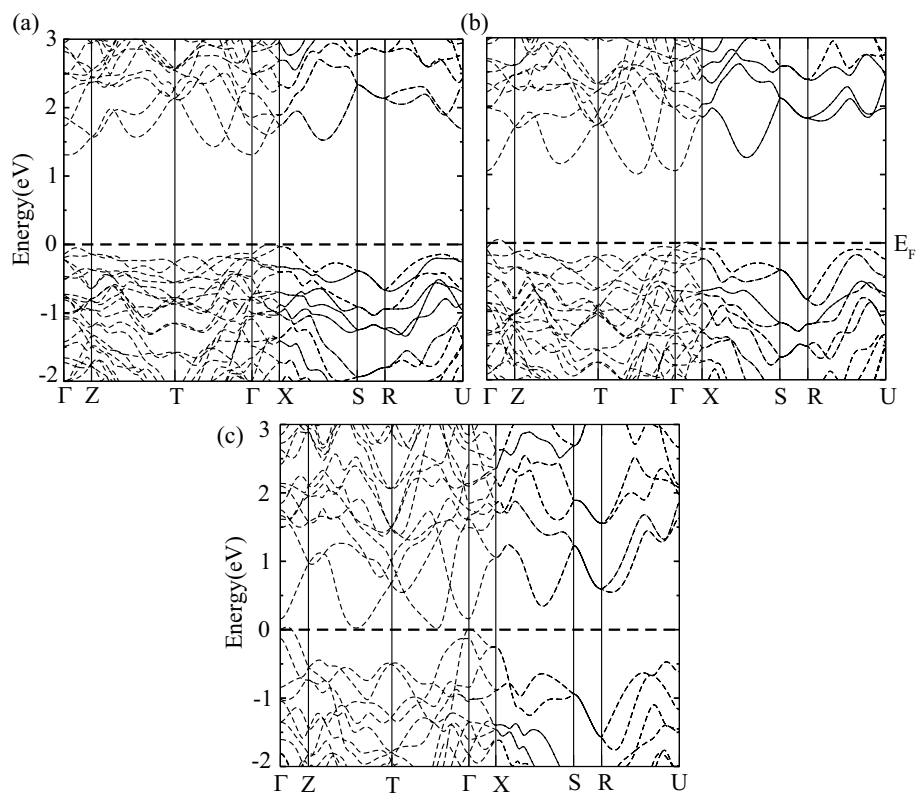 (a)
3
2
1
0
-1
-2
Energy(eV)
Γ Z T Γ X S R U
(b)
E_F
Γ Z T Γ X S R U
(c)
3
2
1
0
-1
-2
Energy(eV)
Γ Z T Γ X S R U